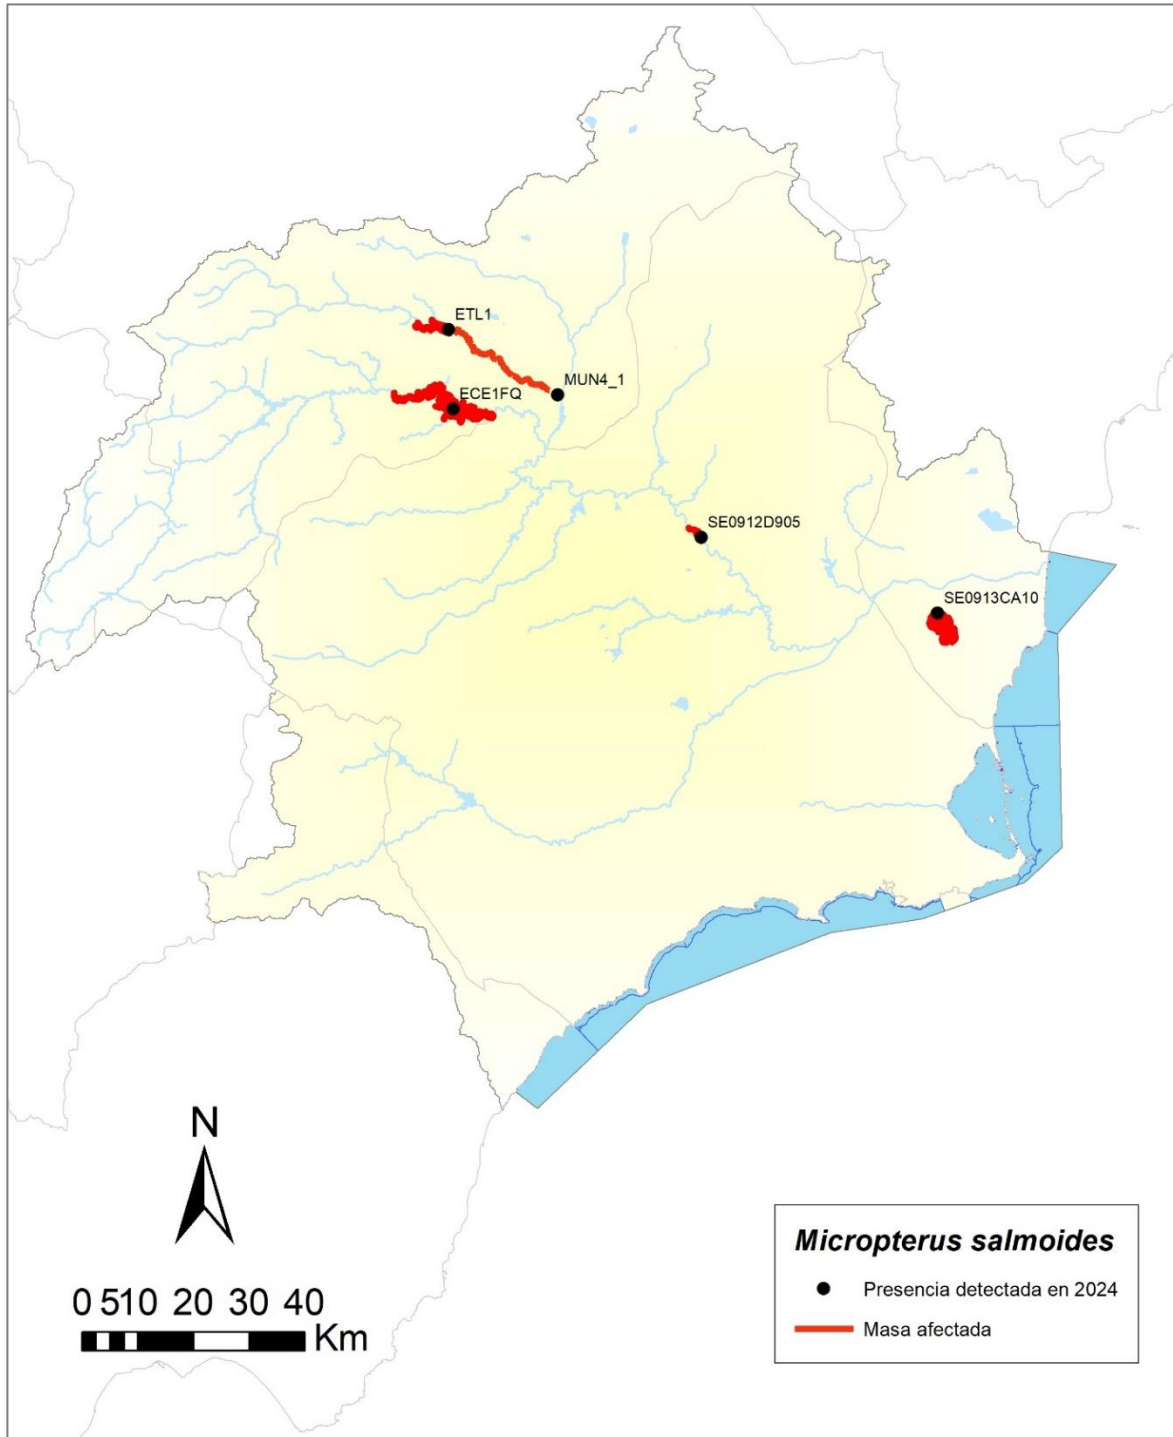 ETL1
MUN4_1
ECE1FQ
SE0912D905
SE0913CA10
N
0 510 20 30 40
Km
Micropterus salmoides
Presencia detectada en 2024
Masa afectada